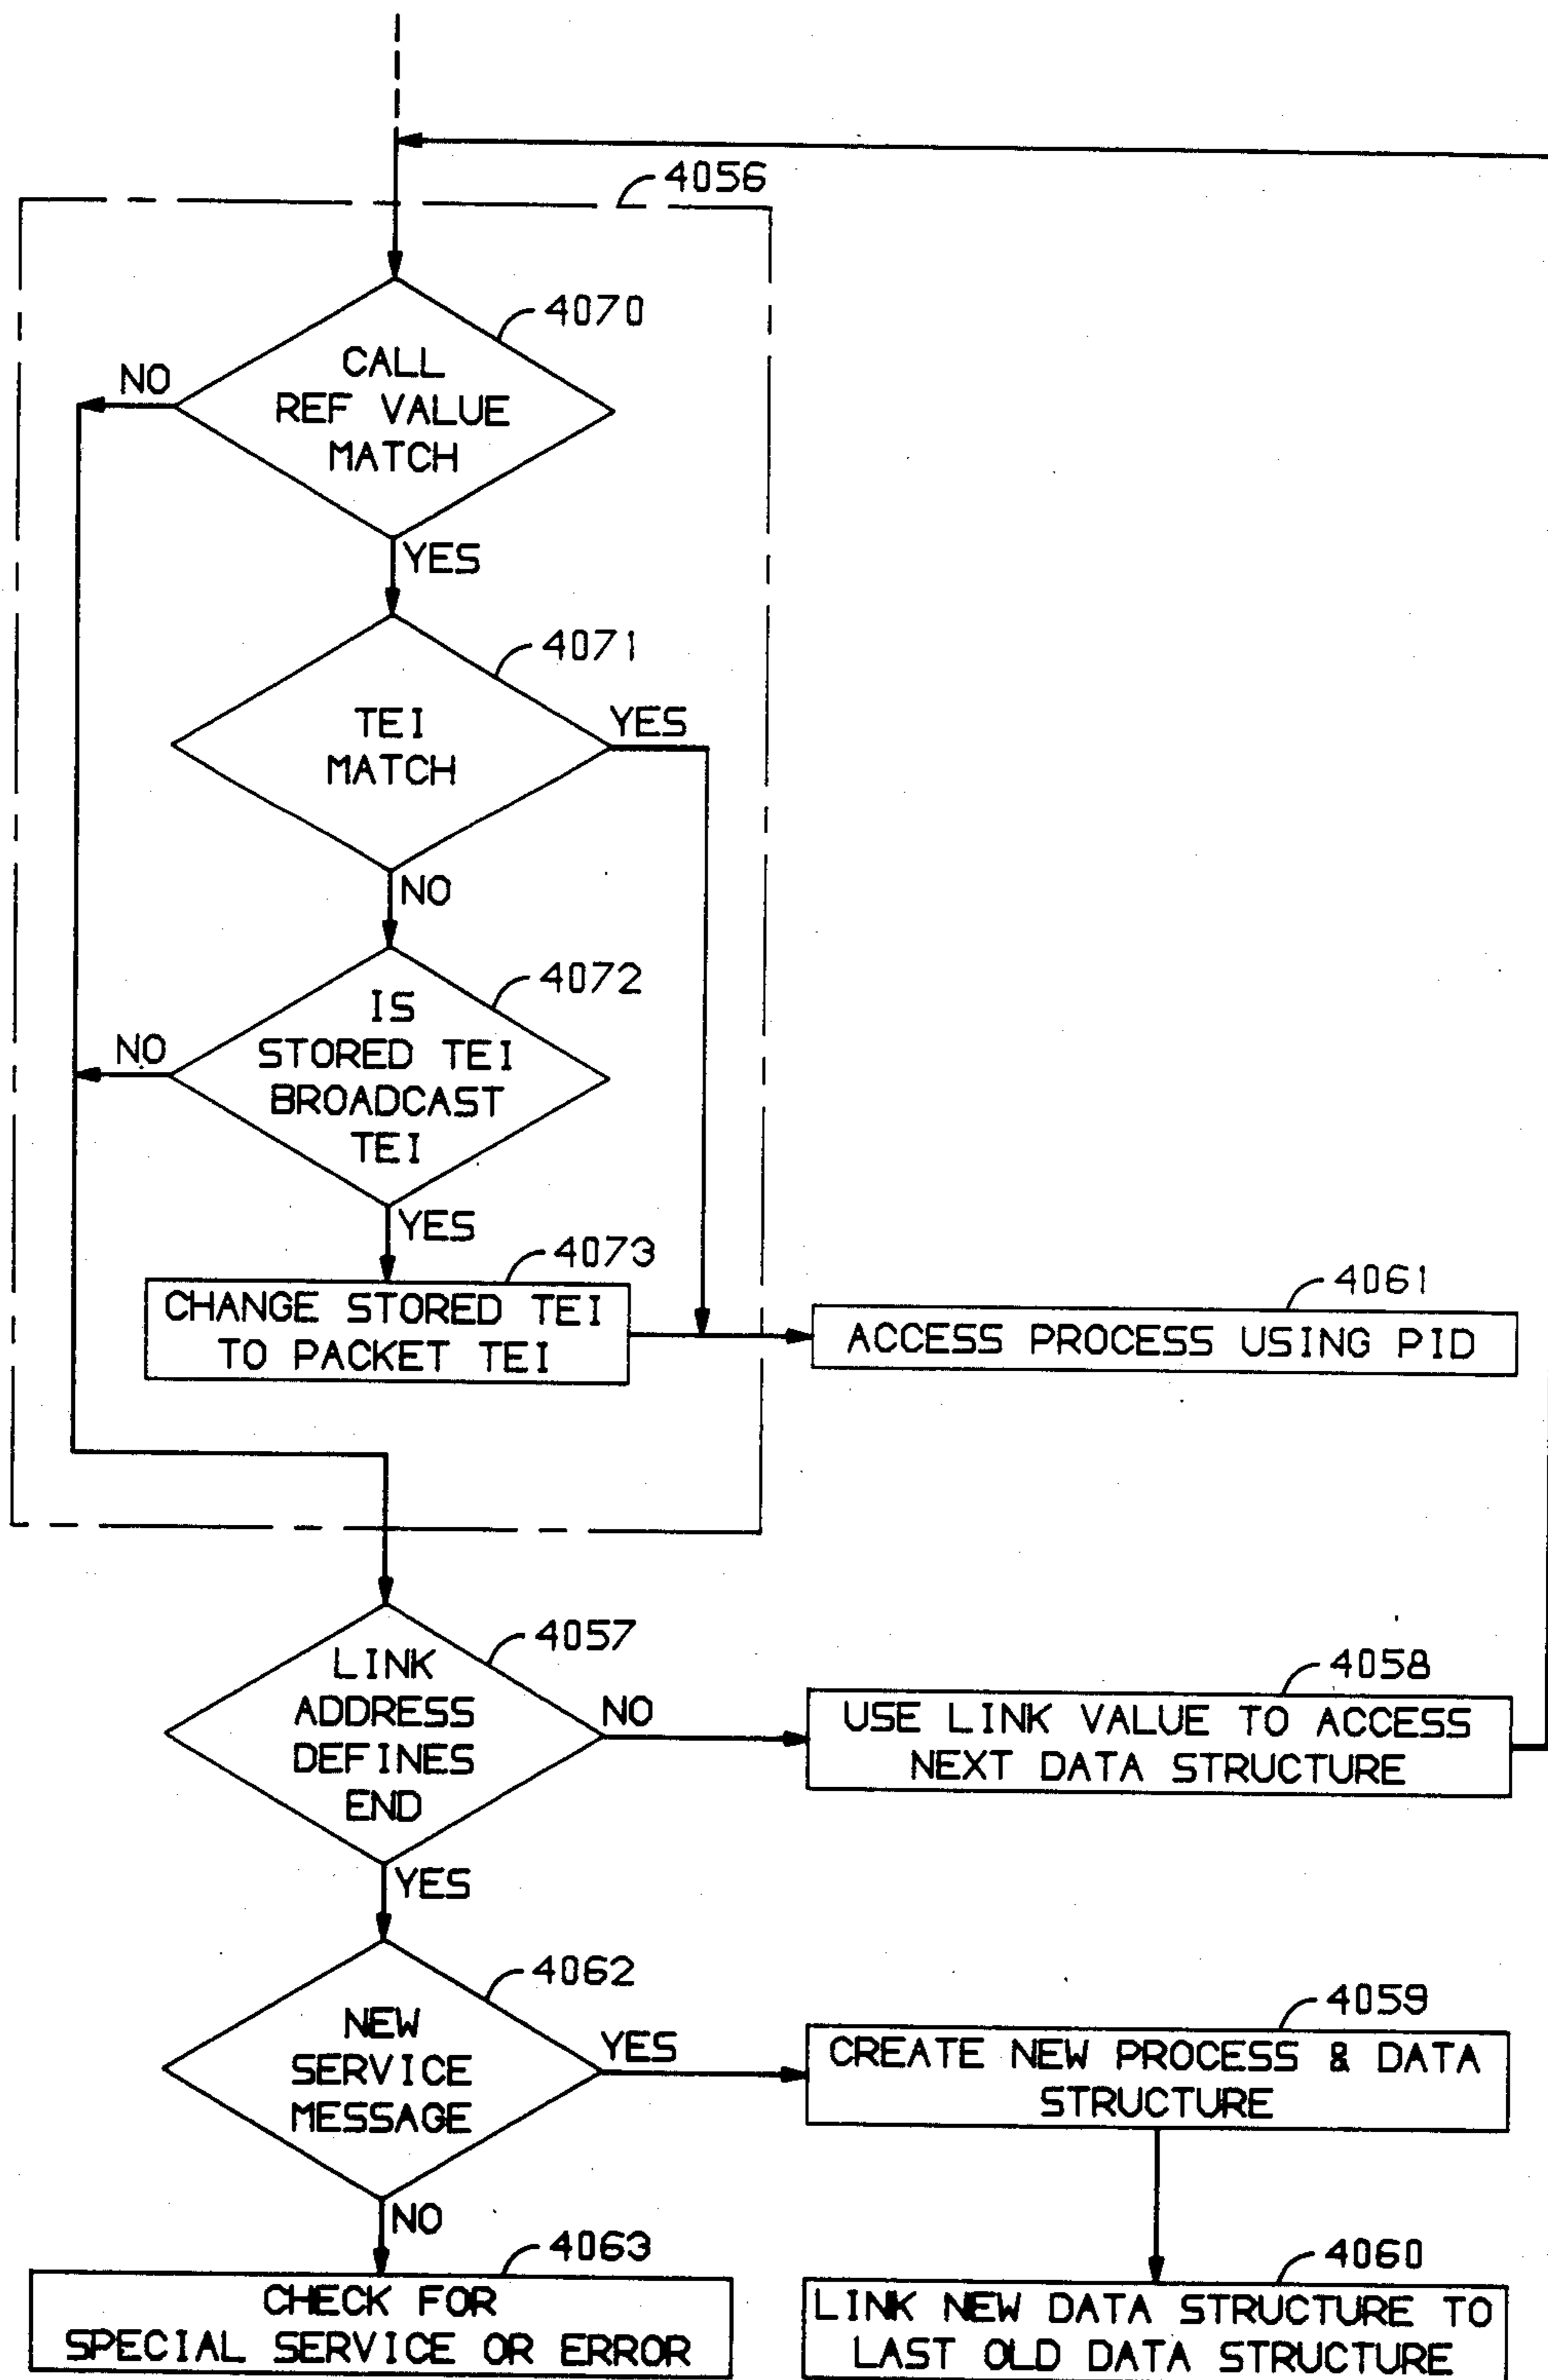 4056
4070
CALL
REF VALUE
MATCH
NO
YES
4071
TEI
MATCH
YES
NO
4072
IS
STORED TEI
BROADCAST
TEI
NO
YES
4073
CHANGE STORED TEI
TO PACKET TEI
4061
ACCESS PROCESS USING PID
4057
LINK
ADDRESS
DEFINES
END
NO
4058
USE LINK VALUE TO ACCESS
NEXT DATA STRUCTURE
YES
4062
NEW
SERVICE
MESSAGE
YES
4059
CREATE NEW PROCESS & DATA
STRUCTURE
NO
4063
CHECK FOR
SPECIAL SERVICE OR ERROR
4060
LINK NEW DATA STRUCTURE TO
LAST OLD DATA STRUCTURE